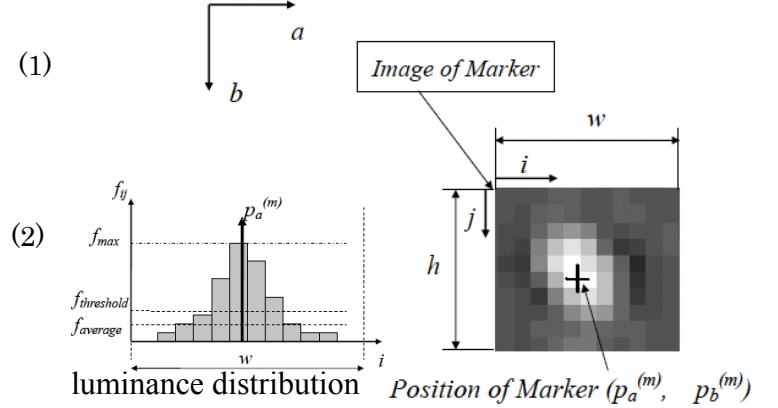 (1)
a
b
Image of Marker
w
i
j
h
(2)
f_ij
p_a^(m)
f_max
f_threshold
f_average
w
i
luminance distribution
Position of Marker (p_a^(m), p_b^(m))